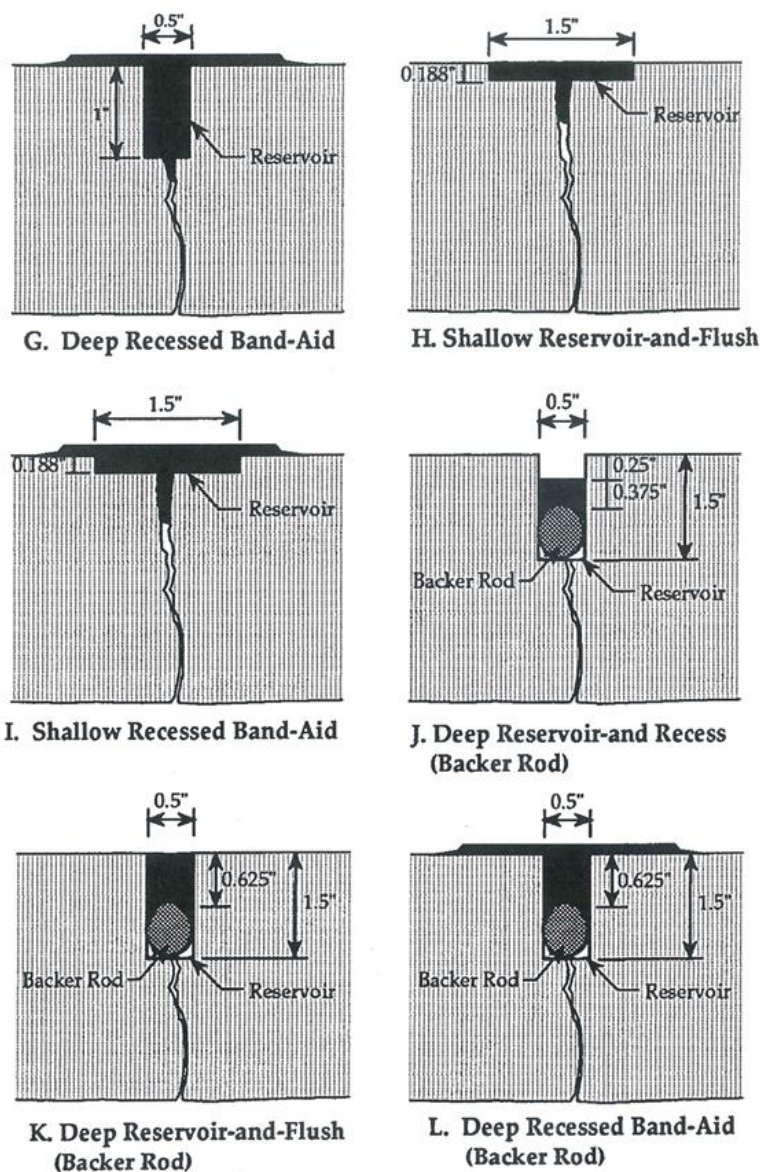 0.5"
1"
Reservoir
G. Deep Recessed Band-Aid
1.5"
0.188"
Reservoir
H. Shallow Reservoir-and-Flush
1.5"
0.188"
Reservoir
I. Shallow Recessed Band-Aid
0.5"
0.25"
0.375"
1.5"
Backer Rod
Reservoir
J. Deep Reservoir-and Recess
(Backer Rod)
0.5"
0.625"
1.5"
Backer Rod
Reservoir
K. Deep Reservoir-and-Flush
(Backer Rod)
0.5"
0.625"
1.5"
Backer Rod
Reservoir
L. Deep Recessed Band-Aid
(Backer Rod)